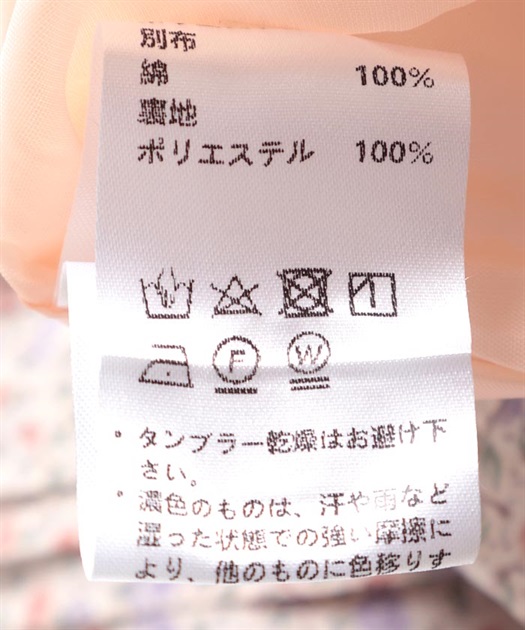 別布
綿 100%
裏地
ポリエステル 100%
F W
・タンブラー乾燥はお避け下
さい。
・濃色のものは、汗や雨など
湿った状態での強い摩擦に
より、他のものに色移りす